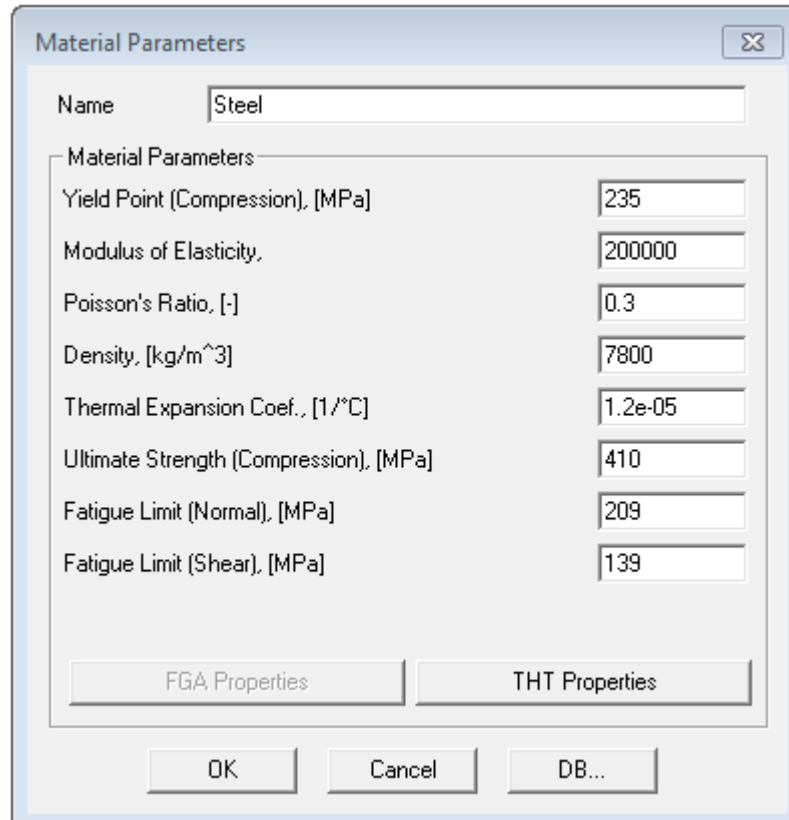 Material Parameters
Name Steel
Material Parameters
Yield Point (Compression), [MPa] 235
Modulus of Elasticity, 200000
Poisson's Ratio, [-] 0.3
Density, [kg/m^3] 7800
Thermal Expansion Coef., [1/°C] 1.2e-05
Ultimate Strength (Compression), [MPa] 410
Fatigue Limit (Normal), [MPa] 209
Fatigue Limit (Shear), [MPa] 139
FGA Properties THT Properties
OK Cancel DB...